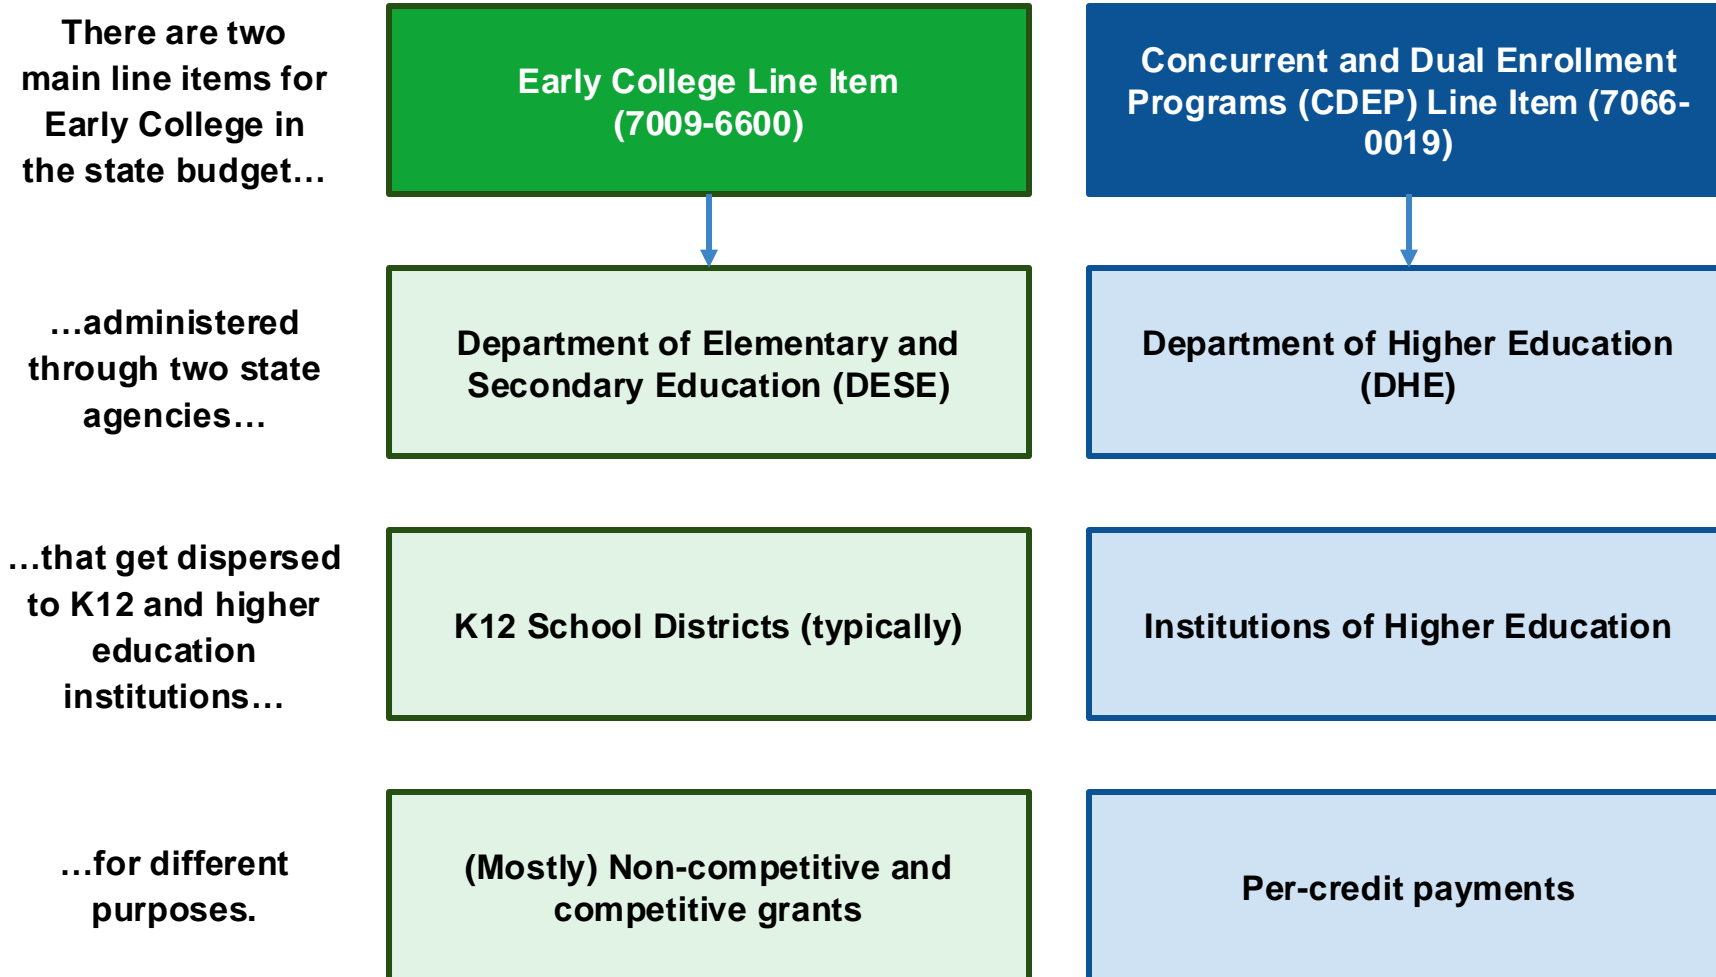 There are two
main line items for
Early College in
the state budget…
Early College Line Item
(7009-6600)
Concurrent and Dual Enrollment
Programs (CDEP) Line Item (7066-
0019)
…administered
through two state
agencies…
Department of Elementary and
Secondary Education (DESE)
Department of Higher Education
(DHE)
…that get dispersed
to K12 and higher
education
institutions…
K12 School Districts (typically)
Institutions of Higher Education
…for different
purposes.
(Mostly) Non-competitive and
competitive grants
Per-credit payments